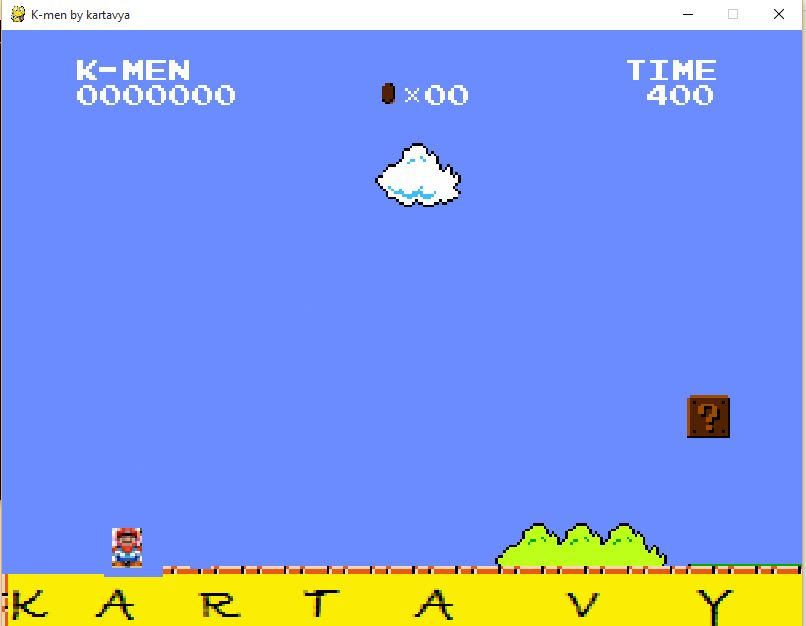 K-men by kartavya
K-MEN
TIME
0000000
×00
400
?
K A R T A V Y